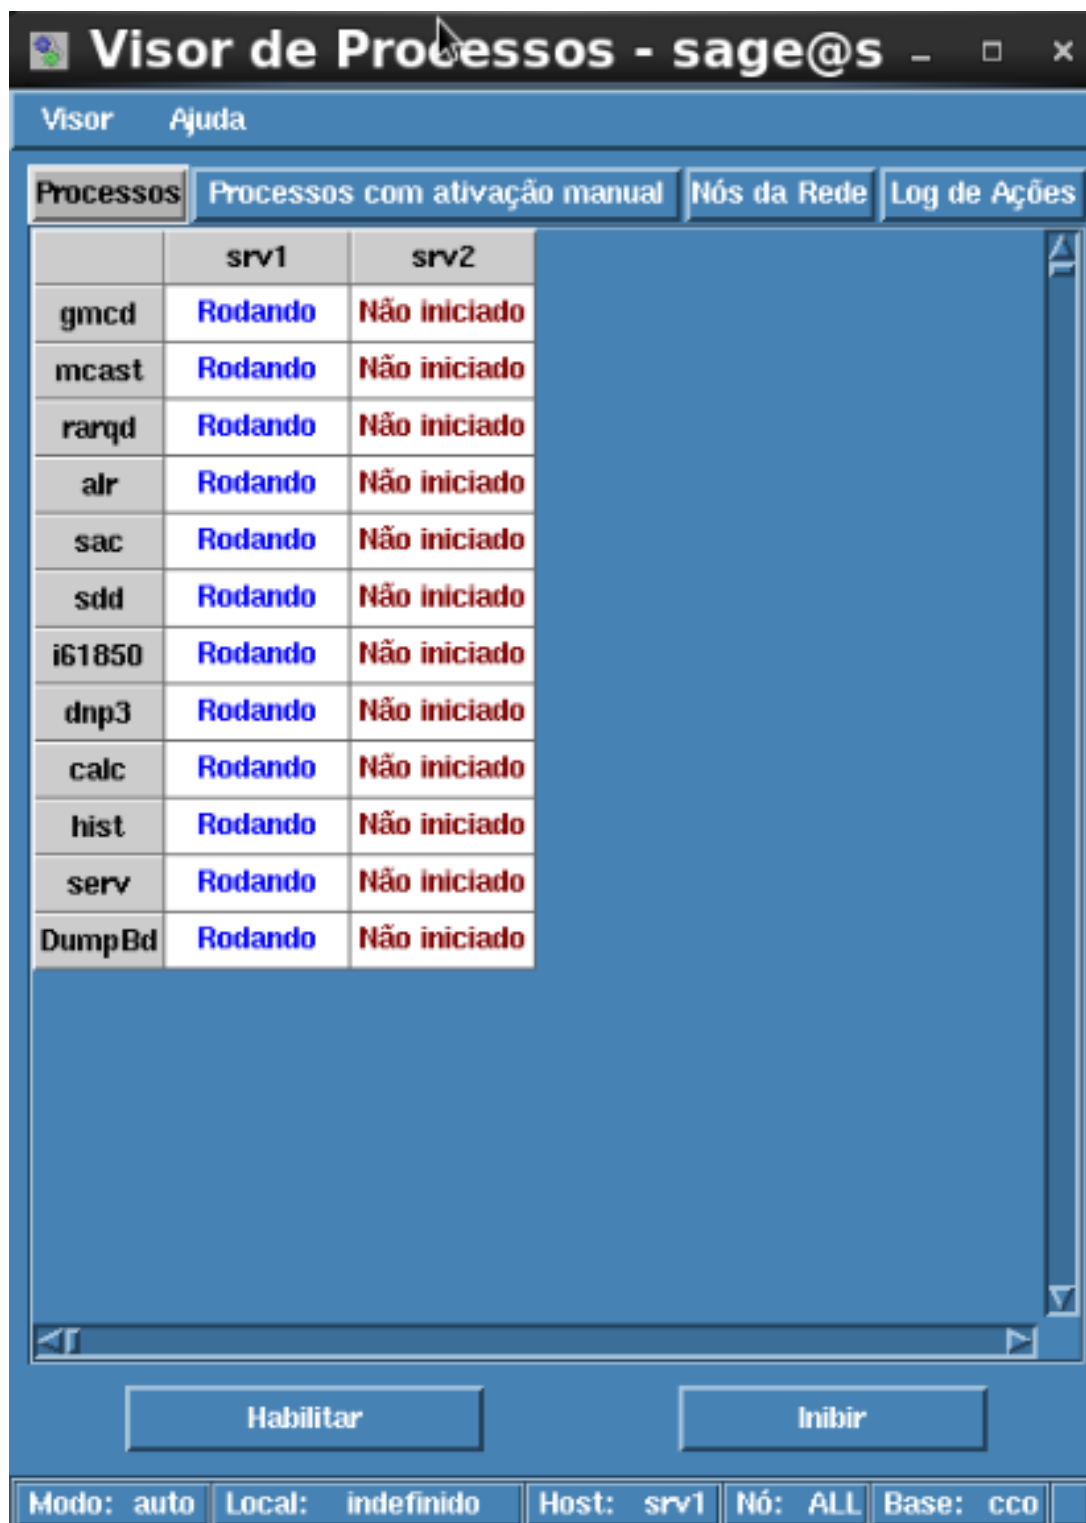 Visor de Processos - sage@s
Visor Ajuda
Processos Processos com ativação manual Nós da Rede Log de Ações
srv1 srv2
gmcd Rodando Não iniciado
mcast Rodando Não iniciado
rarqd Rodando Não iniciado
alr Rodando Não iniciado
sac Rodando Não iniciado
sdd Rodando Não iniciado
i61850 Rodando Não iniciado
dnp3 Rodando Não iniciado
calc Rodando Não iniciado
hist Rodando Não iniciado
serv Rodando Não iniciado
DumpBd Rodando Não iniciado
Habilitar Inibir
Modo: auto Local: indefinido Host: srv1 Nó: ALL Base: cco